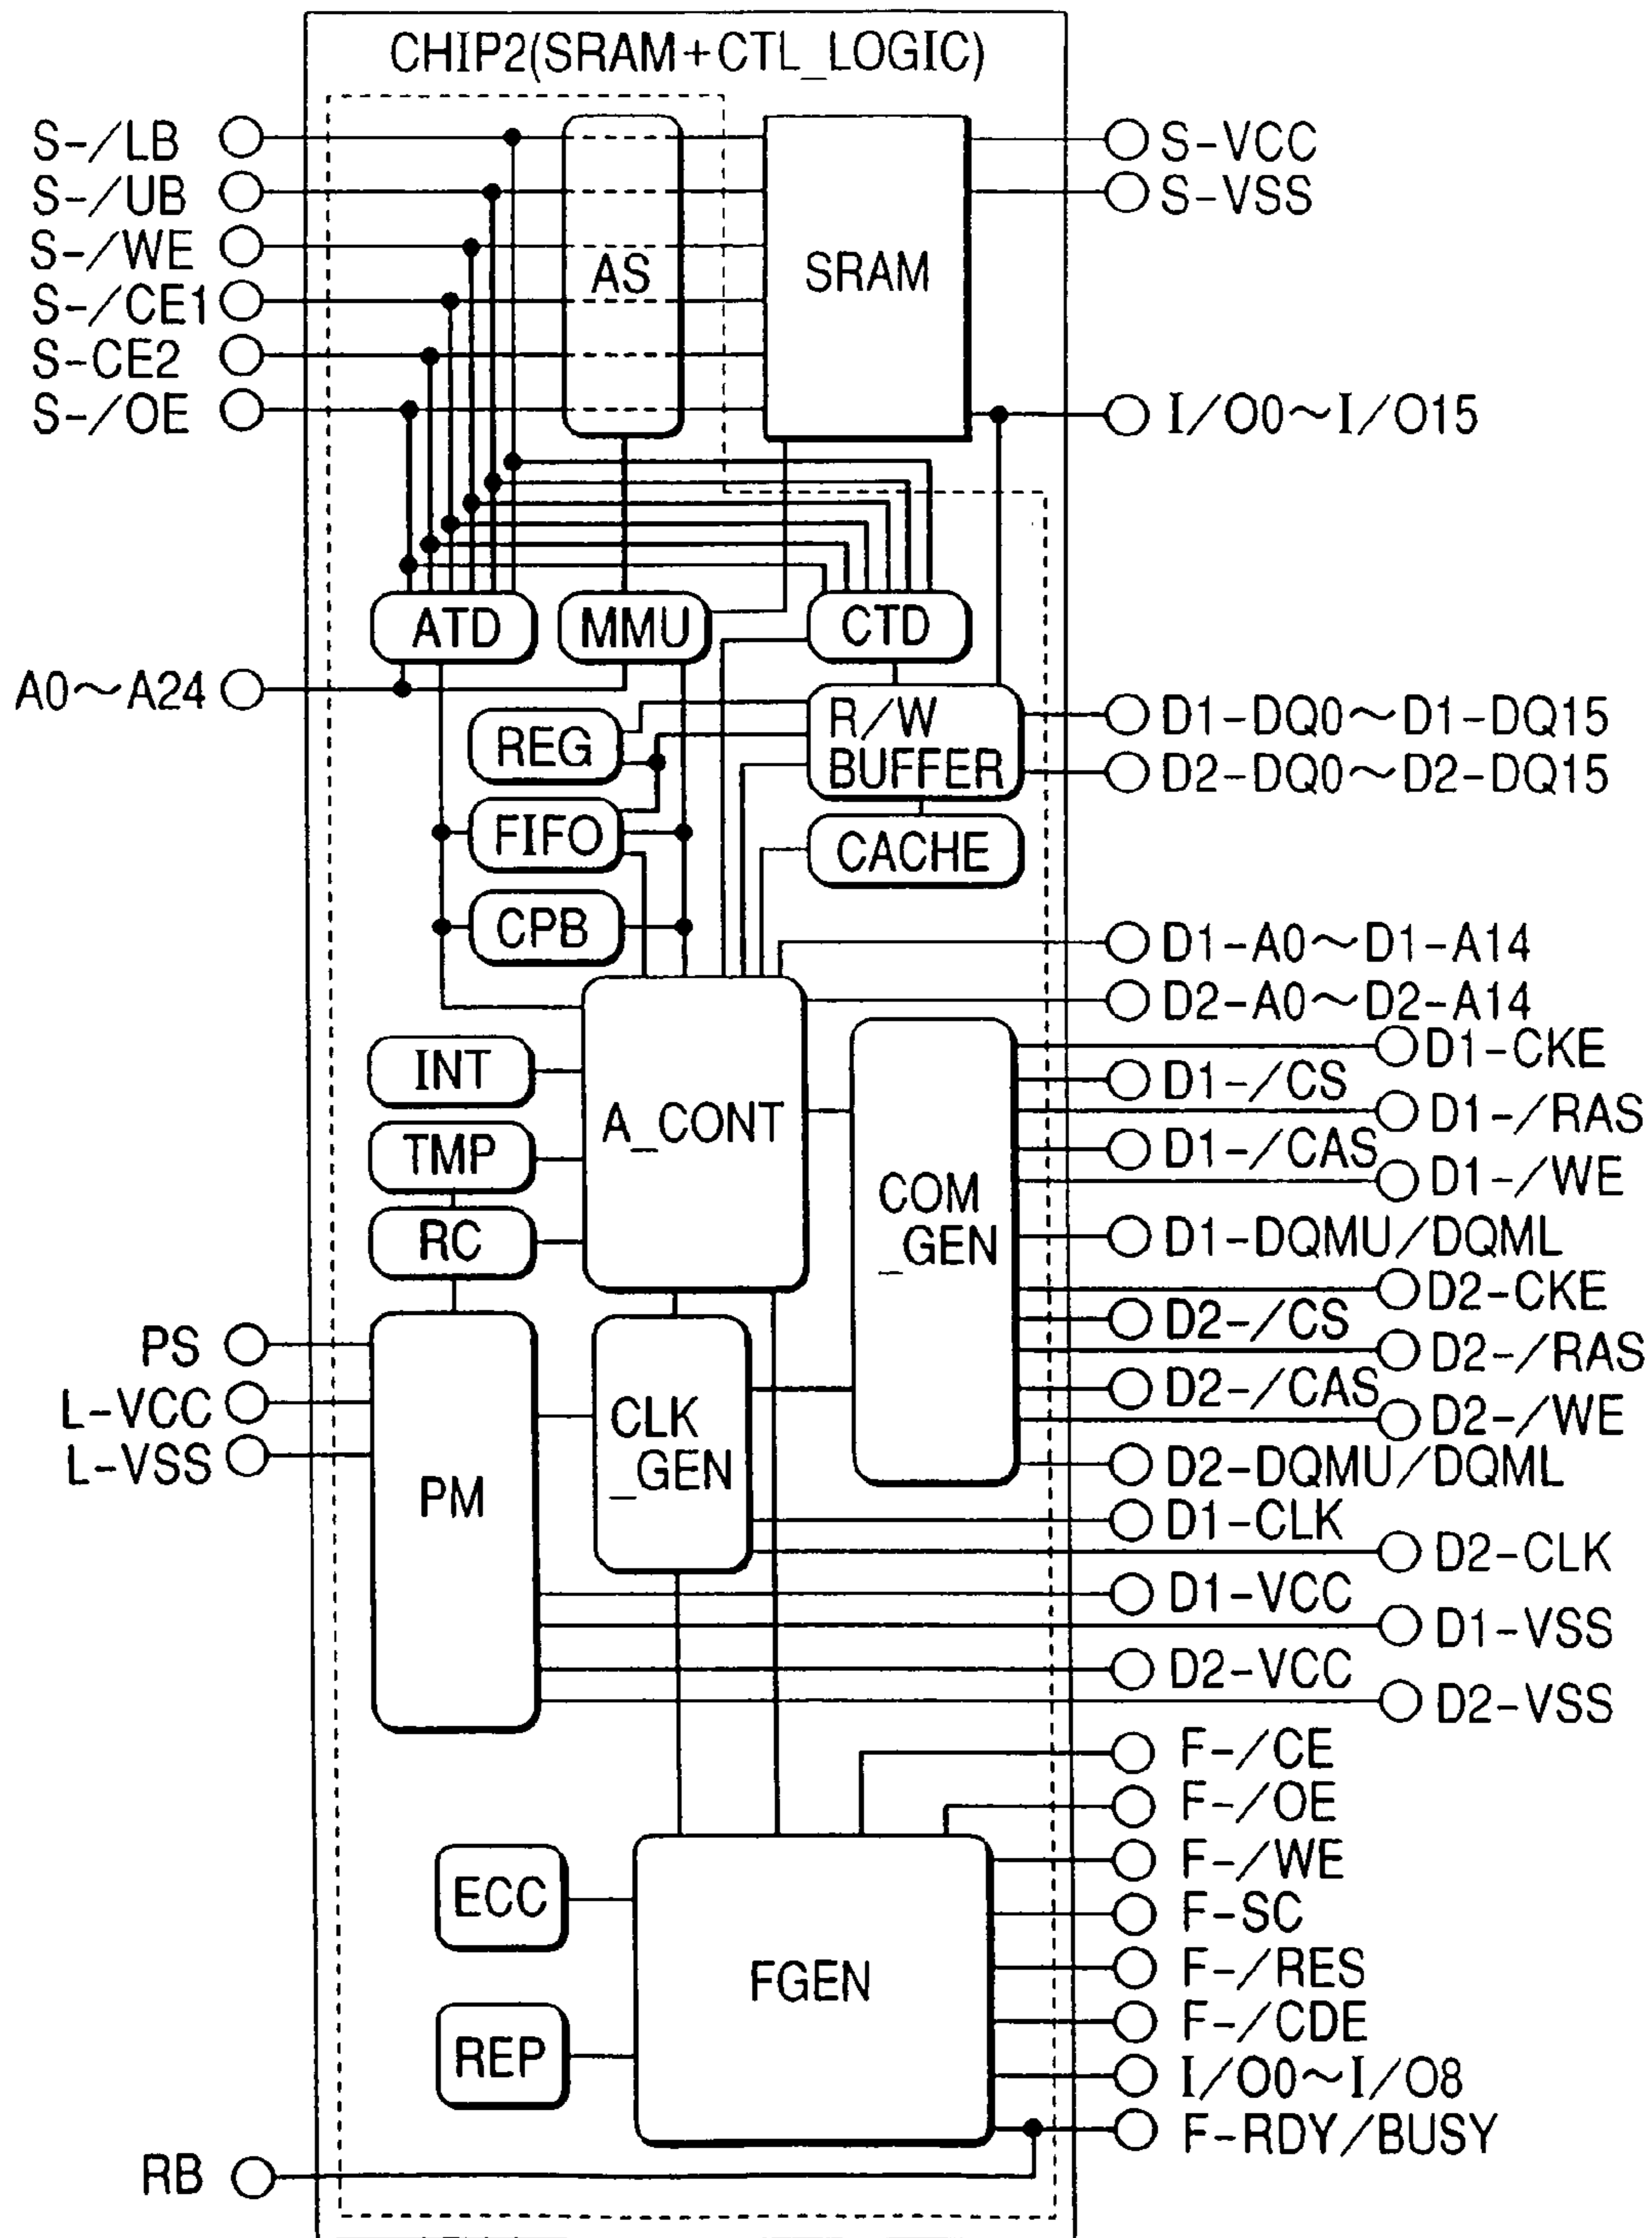 CHIP2(SRAM+CTL_LOGIC)
S-/LB
S-/UB
S-/WE
S-/CE1
S-CE2
S-/OE
AS
SRAM
S-VCC
S-VSS
I/O0～I/O15
ATD
MMU
CTD
A0～A24
REG
R/W
BUFFER
D1-DQ0～D1-DQ15
D2-DQ0～D2-DQ15
FIFO
CACHE
CPB
D1-A0～D1-A14
D2-A0～D2-A14
INT
A_CONT
TMP
RC
COM
_GEN
D1-CKE
D1-/CS
D1-/RAS
D1-/CAS
D1-/WE
D1-DQMU/DQML
D2-CKE
D2-/CS
D2-/RAS
D2-/CAS
D2-/WE
D2-DQMU/DQML
PS
L-VCC
L-VSS
PM
CLK
_GEN
D1-CLK
D2-CLK
D1-VCC
D1-VSS
D2-VCC
D2-VSS
F-/CE
F-/OE
F-/WE
F-SC
F-/RES
F-/CDE
I/O0～I/O8
F-RDY/BUSY
ECC
FGEN
REP
RB